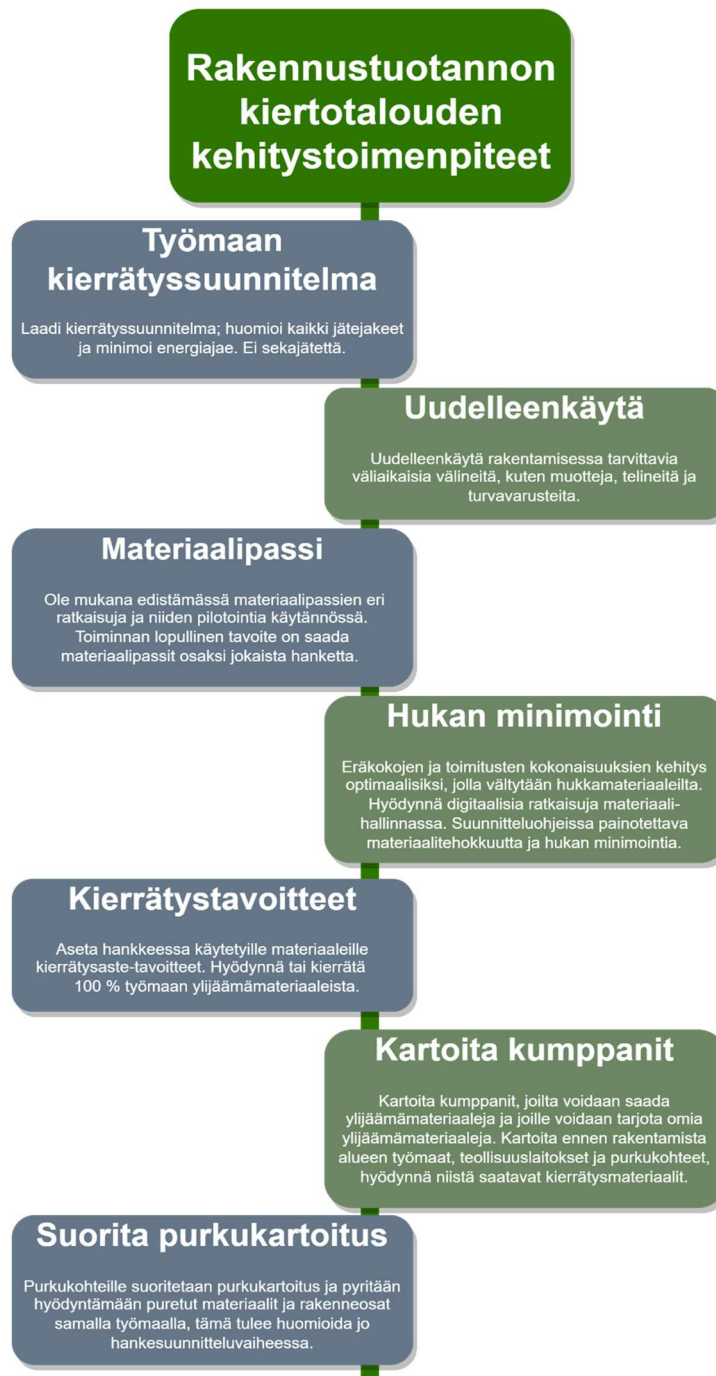 Rakennustuotannon
kiertotalouden
kehitystoimenpiteet
Työmaan
kierrätyssuunnitelma
Laadi kierrätyssuunnitelma; huomioi kaikki jätejakeet
ja minimoi energiajae. Ei sekajätettä.
Uudelleenkäytä
Uudelleenkäytä rakentamisessa tarvittavia
väliaikaisia välineitä, kuten muotteja, telineitä ja
turvavarusteita.
Materiaalipassi
Ole mukana edistämässä materiaalipassien eri
ratkaisuja ja niiden pilotointia käytännössä.
Toiminnan lopullinen tavoite on saada
materiaalipassit osaksi jokaista hanketta.
Hukan minimointi
Eräkokojen ja toimitusten kokonaisuuksien kehitys
optimaalisiksi, jolla vältytään hukkamateriaaleilta.
Hyödynnä digitaalisia ratkaisuja materiaali-
hallinnassa. Suunnitteluohjeissa painotettava
materiaalitehokkuutta ja hukan minimointia.
Kierrätystavoitteet
Aseta hankkeessa käytetyille materiaaleille
kierrätysaste-tavoitteet. Hyödynnä tai kierrätä
100 % työmaan ylijäämämateriaaleista.
Kartoita kumppanit
Kartoita kumppanit, joilta voidaan saada
ylijäämämateriaaleja ja joille voidaan tarjota omia
ylijäämämateriaaleja. Kartoita ennen rakentamista
alueen työmaat, teollisuuslaitokset ja purkukohteet,
hyödynnä niistä saatavat kierrätysmateriaalit.
Suorita purkukartoitus
Purkukohteille suoritetaan purkukartoitus ja pyritään
hyödyntämään puretut materiaalit ja rakenneosat
samalla työmaalla, tämä tulee huomioida jo
hankesuunnitteluvaiheessa.